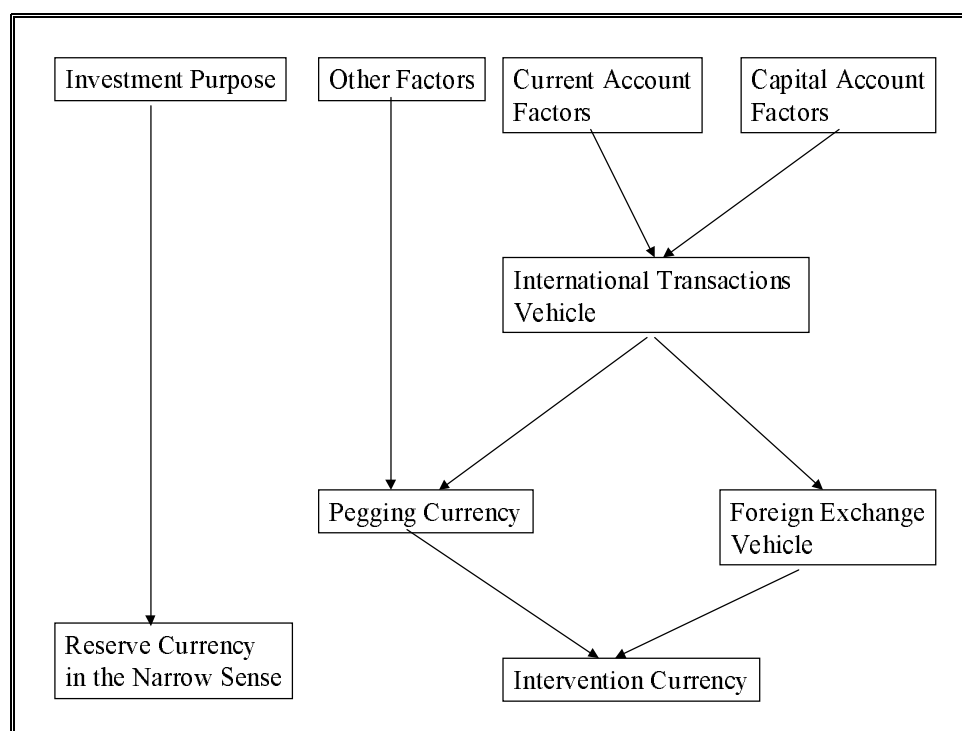 Investment Purpose
Other Factors
Current Account
Factors
Capital Account
Factors
International Transactions
Vehicle
Pegging Currency
Foreign Exchange
Vehicle
Reserve Currency
in the Narrow Sense
Intervention Currency